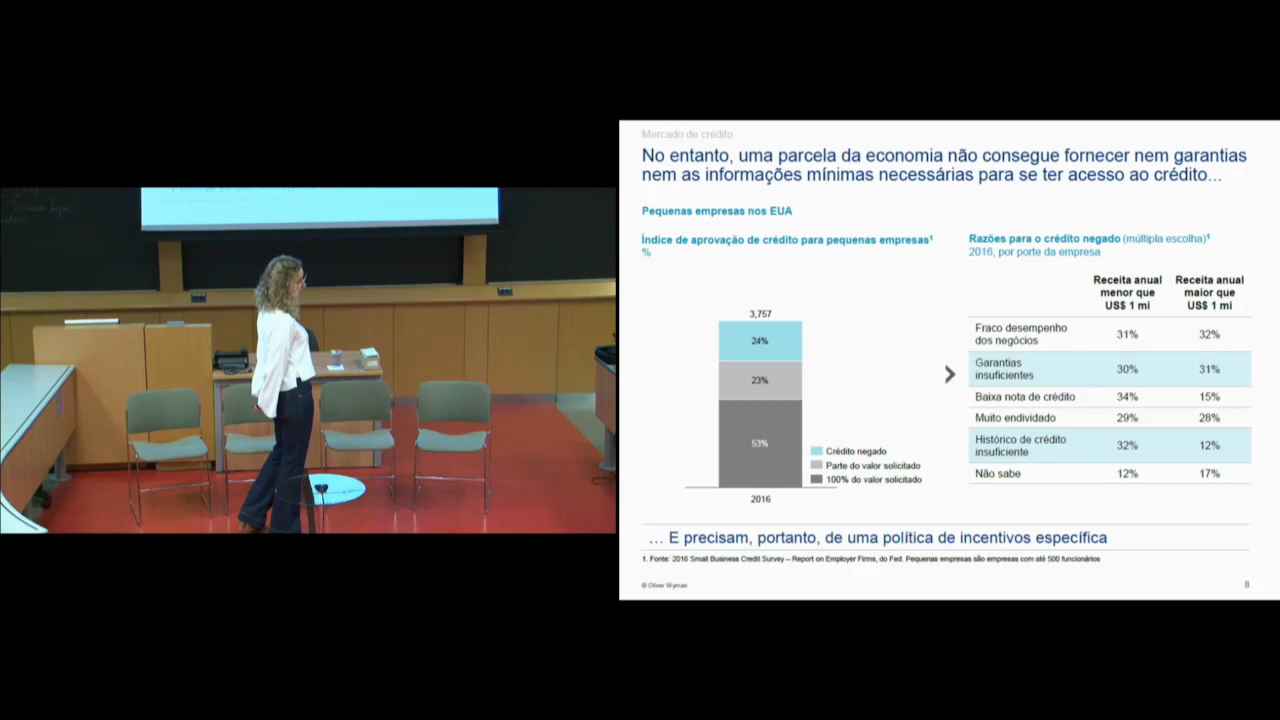 Mercado de crédito
No entanto, uma parcela da economia não consegue fornecer nem garantias
nem as informações mínimas necessárias para se ter acesso ao crédito...
Pequenas empresas nos EUA
Índice de aprovação de crédito para pequenas empresas¹
%
3,757
24%
23%
53%
2016
Crédito negado
Parte do valor solicitado
100% do valor solicitado
Razões para o crédito negado (múltipla escolha)¹
2016, por porte da empresa
Receita anual menor que US$ 1 mi
Receita anual maior que US$ 1 mi
Fraco desempenho dos negócios 31% 32%
Garantias insuficientes 30% 31%
Baixa nota de crédito 34% 15%
Muito endividado 29% 28%
Histórico de crédito insuficiente 32% 12%
Não sabe 12% 17%
... E precisam, portanto, de uma política de incentivos específica
1. Fonte: 2016 Small Business Credit Survey – Report on Employer Firms, do Fed. Pequenas empresas são empresas com até 500 funcionários
© Oliver Wyman
8